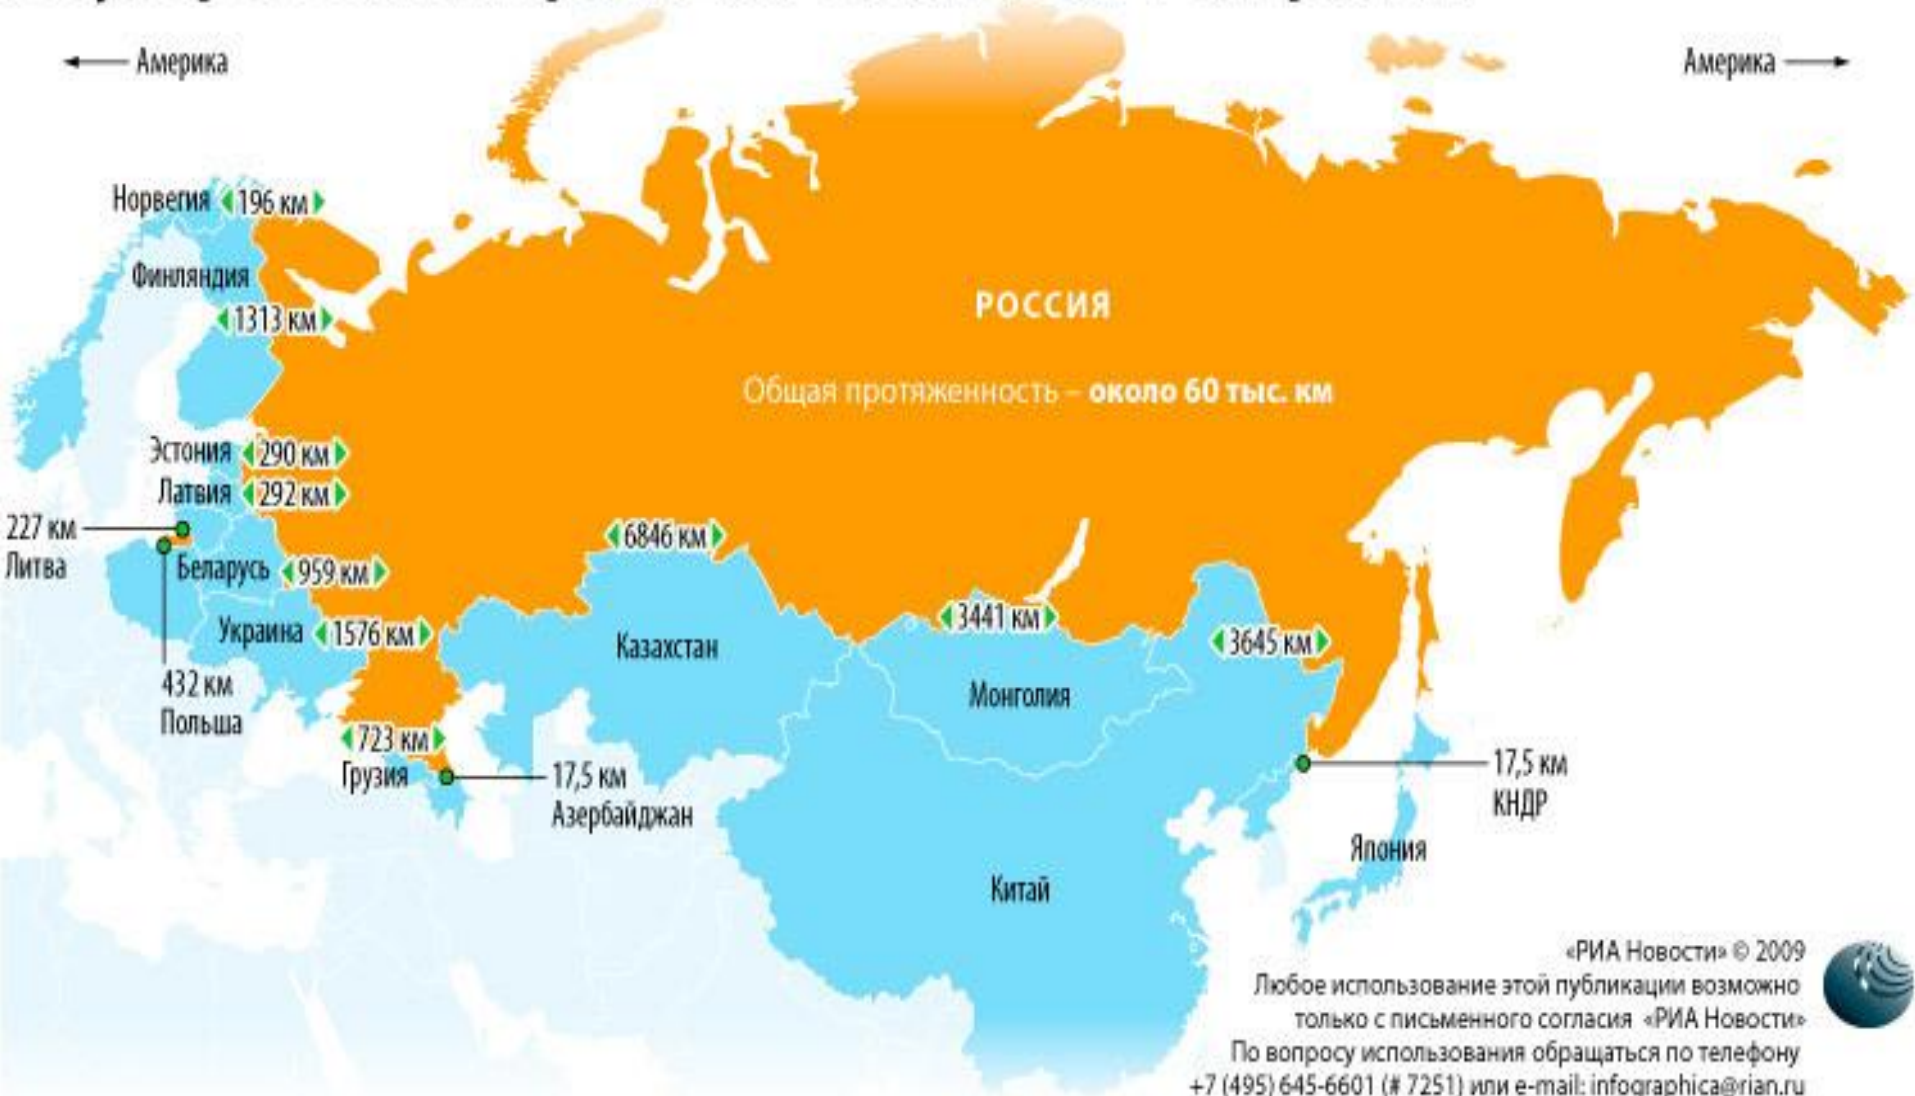 Америка
Америка
Норвегия 196 км
Финляндия
1313 км
РОССИЯ
Общая протяженность – около 60 тыс. км
Эстония 290 км
Латвия 292 км
227 км
Литва
6846 км
Беларусь 959 км
Украина 1576 км
3441 км
3645 км
Казахстан
Монголия
432 км
Польша
723 км
Грузия
17,5 км
Азербайджан
17,5 км
КНДР
Япония
Китай
«РИА Новости» © 2009
Любое использование этой публикации возможно
только с письменного согласия «РИА Новости»
По вопросу использования обращаться по телефону
+7 (495) 645-6601 (# 7251) или e-mail: infographica@rian.ru